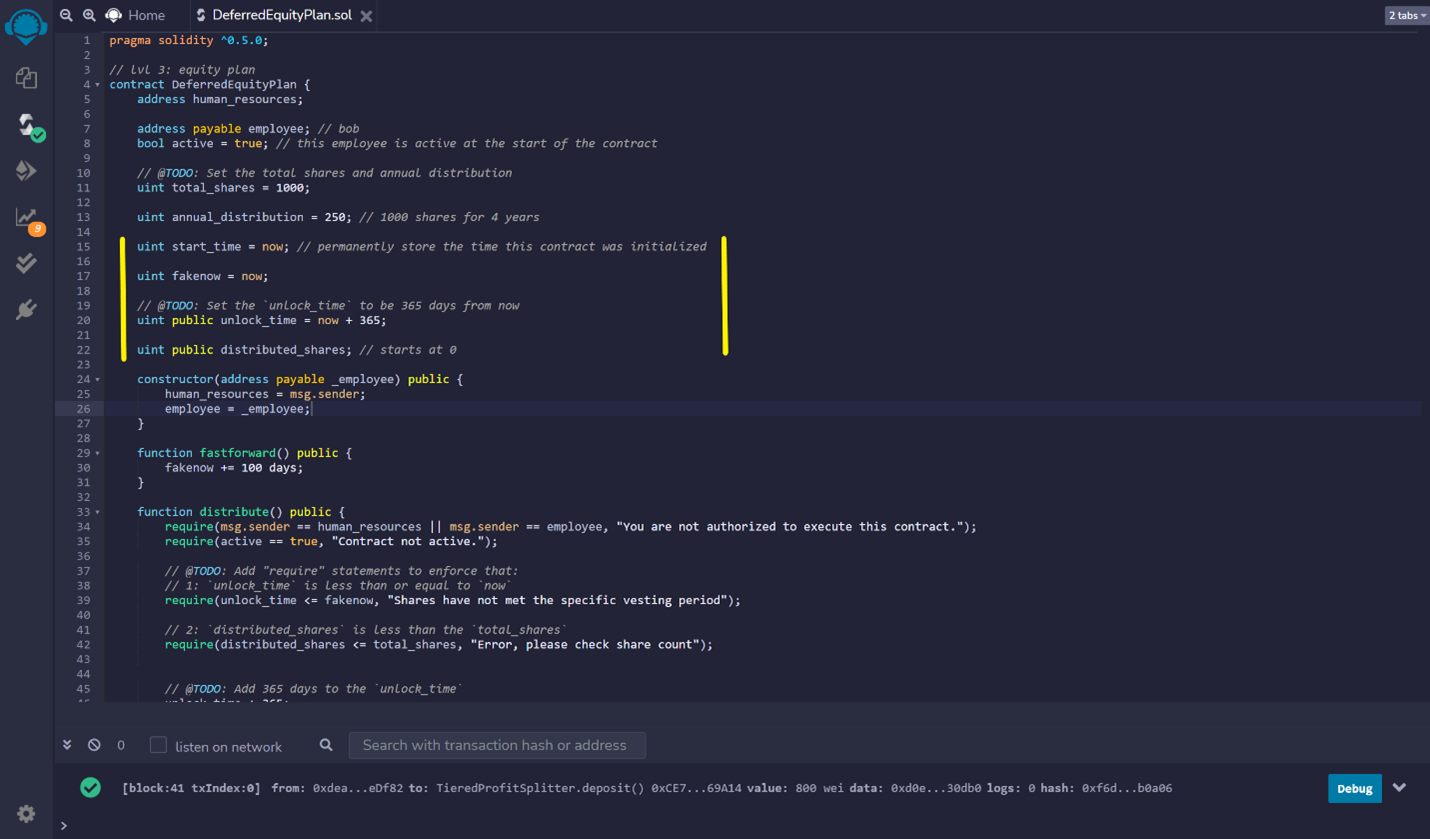 Home
DeferredEquityPlan.sol
2 tabs
1 pragma solidity ^0.5.0;
2
3 // lvl 3: equity plan
4 contract DeferredEquityPlan {
5 address human_resources;
6
7 address payable employee; // bob
8 bool active = true; // this employee is active at the start of the contract
9
10 // @TODO: Set the total shares and annual distribution
11 uint total_shares = 1000;
12
13 uint annual_distribution = 250; // 1000 shares for 4 years
14
15 uint start_time = now; // permanently store the time this contract was initialized
16
17 uint fakenow = now;
18
19 // @TODO: Set the `unlock_time` to be 365 days from now
20 uint public unlock_time = now + 365;
21
22 uint public distributed_shares; // starts at 0
23
24 constructor(address payable _employee) public {
25 human_resources = msg.sender;
26 employee = _employee;
27 }
28
29 function fastforward() public {
30 fakenow += 100 days;
31 }
32
33 function distribute() public {
34 require(msg.sender == human_resources || msg.sender == employee, "You are not authorized to execute this contract.");
35 require(active == true, "Contract not active.");
36
37 // @TODO: Add "require" statements to enforce that:
38 // 1: `unlock_time` is less than or equal to `now`
39 require(unlock_time <= fakenow, "Shares have not met the specific vesting period");
40
41 // 2: `distributed_shares` is less than the `total_shares`
42 require(distributed_shares <= total_shares, "Error, please check share count");
43
44
45 // @TODO: Add 365 days to the `unlock_time`
9
0
listen on network
Search with transaction hash or address
[block:41 txIndex:0] from: 0xdea...eDf82 to: TieredProfitSplitter.deposit() 0xCE7...69A14 value: 800 wei data: 0xd0e...30db0 logs: 0 hash: 0xf6d...b0a06
Debug
>